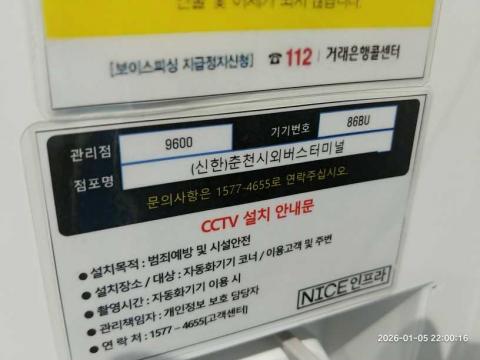 [보이스피싱 지급정지신청] ☎112 | 거래은행콜센터
관리점 9600 기기번호 86BU
점포명 (신한)춘천시외버스터미널
문의사항은 1577-4655로 연락주십시오.
CCTV 설치 안내문
● 설치목적 : 범죄예방 및 시설안전
● 설치장소 / 대상 : 자동화기기 코너 / 이용고객 및 주변
● 촬영시간 : 자동화기기 이용 시
● 관리책임자 : 개인정보 보호 담당자
● 연 락 처 : 1577 - 4655[고객센터]
NICE인프라
2026-01-05 22:00:16